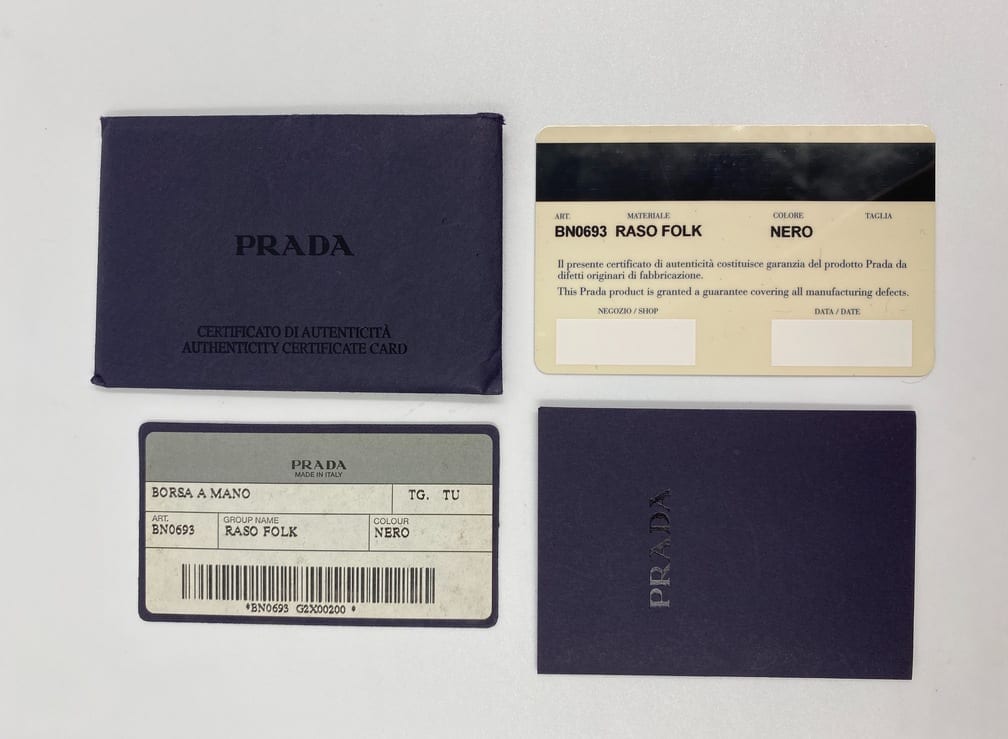 PRADA
CERTIFICATO DI AUTENTICITÀ
AUTHENTICITY CERTIFICATE CARD
ART. MATERIALE COLORE TAGLIA
BN0693 RASO FOLK NERO
Il presente certificato di autenticità costituisce garanzia del prodotto Prada da
difetti originari di fabbricazione.
This Prada product is granted a guarantee covering all manufacturing defects.
NEGOZIO / SHOP DATA / DATE
PRADA
MADE IN ITALY
BORSA A MANO TG. TU
ART. GROUP NAME COLOUR
BN0693 RASO FOLK NERO
*BN0693 G2X00200 *
PRADA